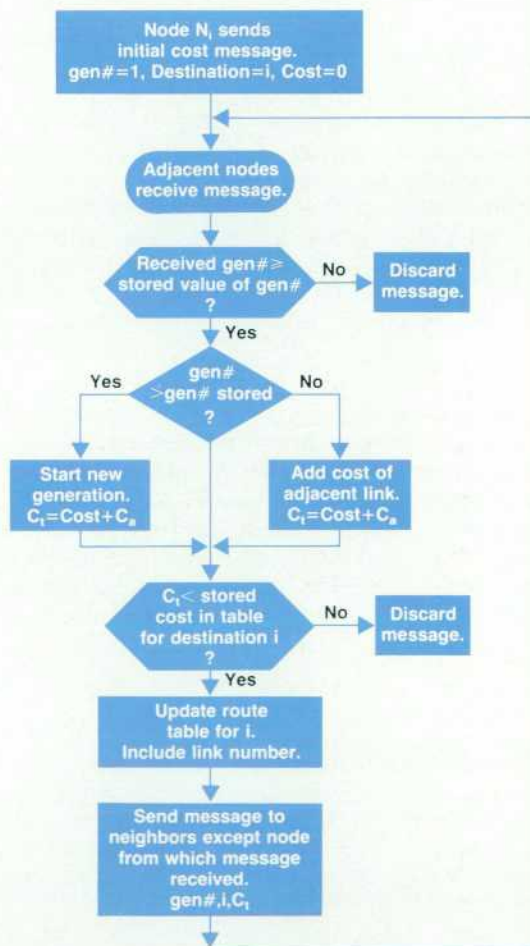 Node Nᵢ sends
initial cost message.
gen#=1, Destination=i, Cost=0
Adjacent nodes
receive message.
Received gen#≥
stored value of gen#
?
No
Discard
message.
Yes
gen#
>gen# stored
?
Yes
No
Start new
generation.
Cₜ=Cost+Cₐ
Add cost of
adjacent link.
Cₜ=Cost+Cₐ
Cₜ< stored
cost in table
for destination i
?
No
Discard
message.
Yes
Update route
table for i.
Include link number.
Send message to
neighbors except node
from which message
received.
gen#,i,Cₜ